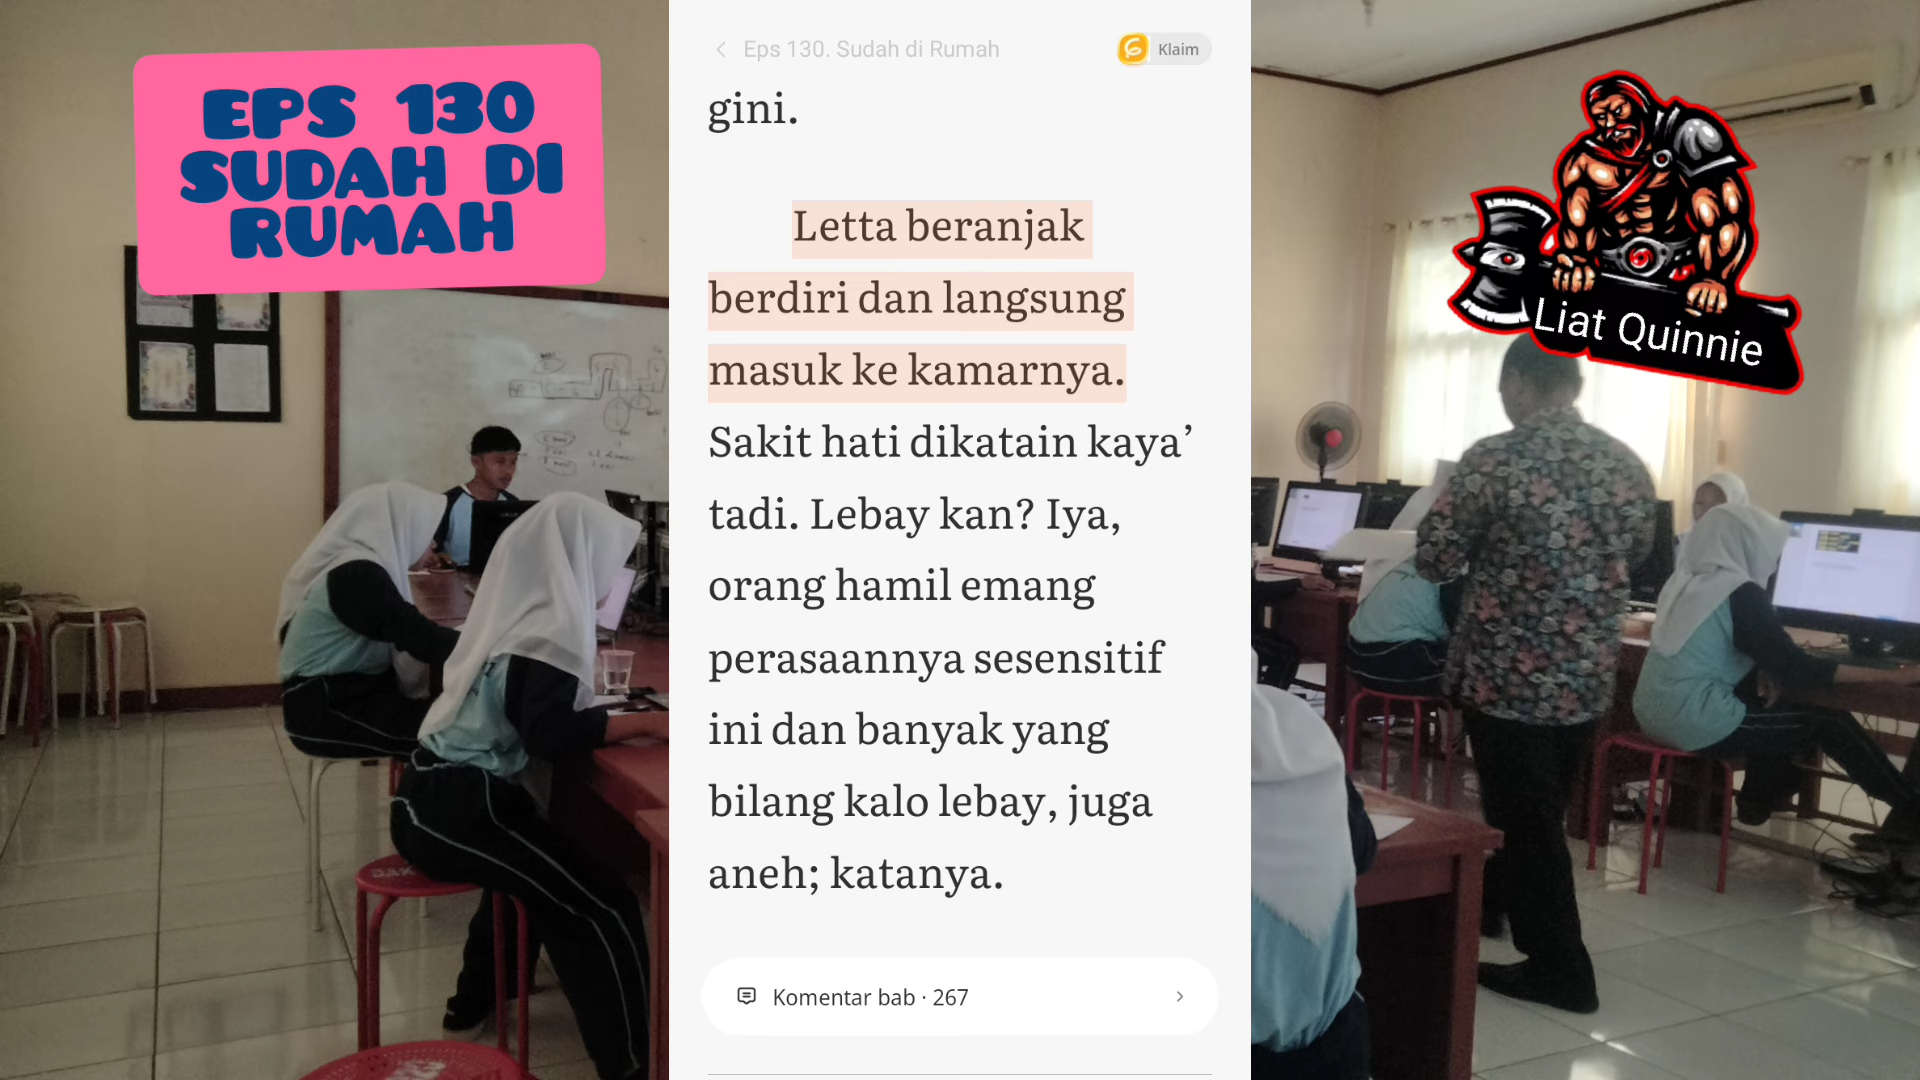 EPS 130
SUDAH DI
RUMAH
Eps 130. Sudah di Rumah
Klaim
gini.
Letta beranjak
berdiri dan langsung
masuk ke kamarnya.
Sakit hati dikatain kaya’
tadi. Lebay kan? Iya,
orang hamil emang
perasaannya sesensitif
ini dan banyak yang
bilang kalo lebay, juga
aneh; katanya.
Komentar bab · 267
Liat Quinnie